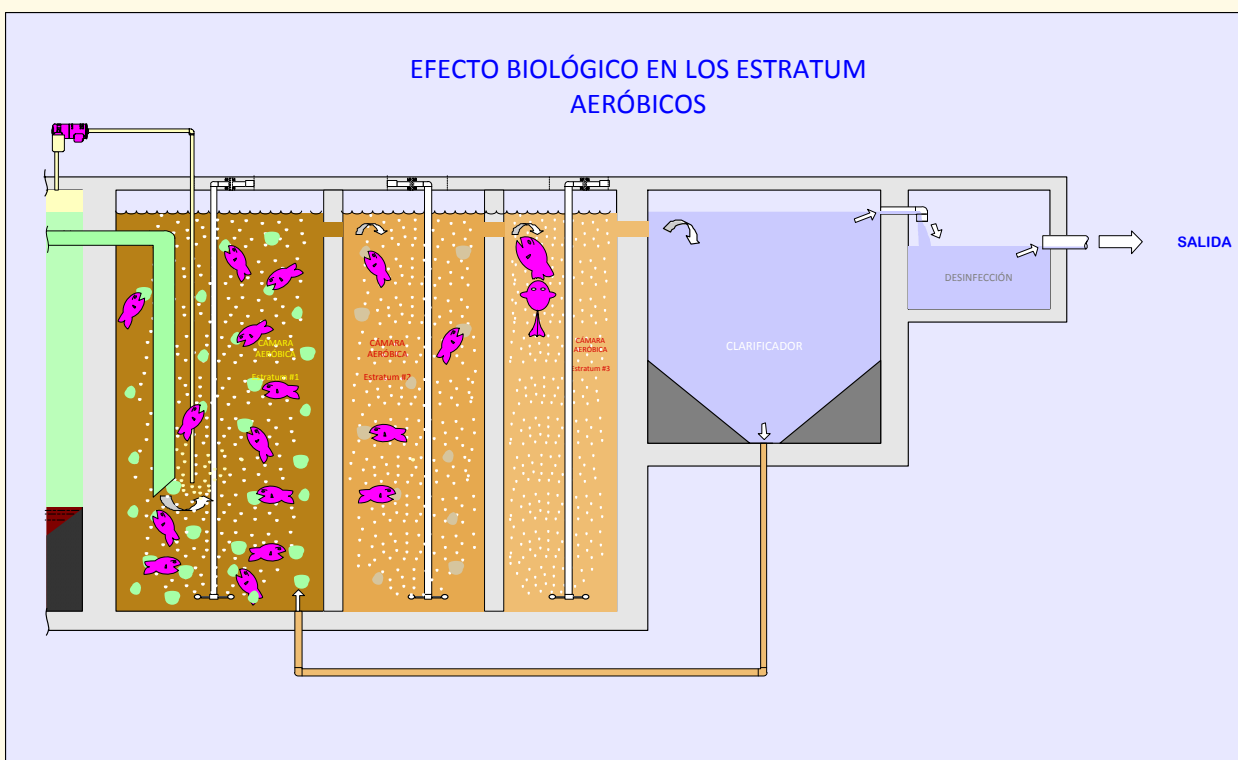 EFECTO BIOLÓGICO EN LOS ESTRATUM
AERÓBICOS
CÁMARA
AERÓBICA
Estratum #1
CÁMARA
AERÓBICA
Estratum #2
CÁMARA
AERÓBICA
Estratum #3
CLARIFICADOR
DESINFECCIÓN
SALIDA